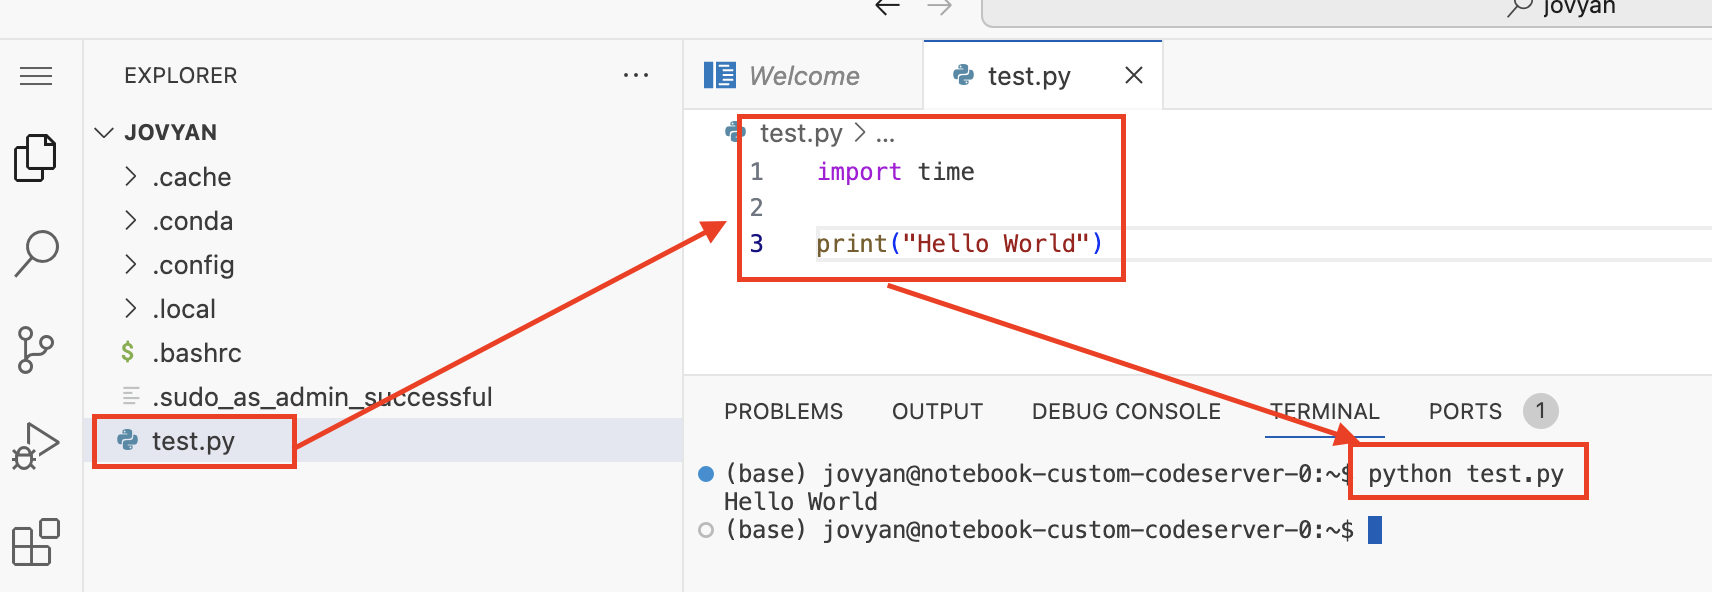 jovyan
EXPLORER
JOVYAN
.cache
.conda
.config
.local
$ .bashrc
.sudo_as_admin_successful
test.py
Welcome
test.py
test.py > ...
1 import time
2
3 print("Hello World")
PROBLEMS OUTPUT DEBUG CONSOLE TERMINAL PORTS 1
(base) jovyan@notebook-custom-codeserver-0:~$ python test.py
Hello World
(base) jovyan@notebook-custom-codeserver-0:~$